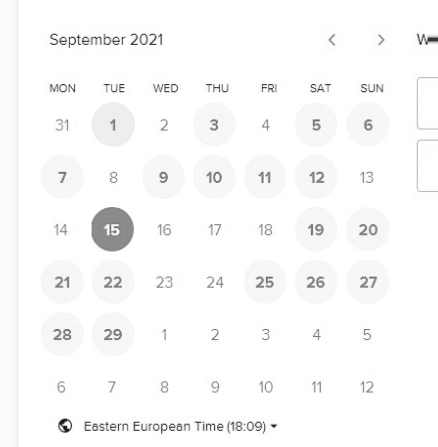 September 2021
MON TUE WED THU FRI SAT SUN
31 1 2 3 4 5 6
7 8 9 10 11 12 13
14 15 16 17 18 19 20
21 22 23 24 25 26 27
28 29 1 2 3 4 5
6 7 8 9 10 11 12
Eastern European Time (18:09)